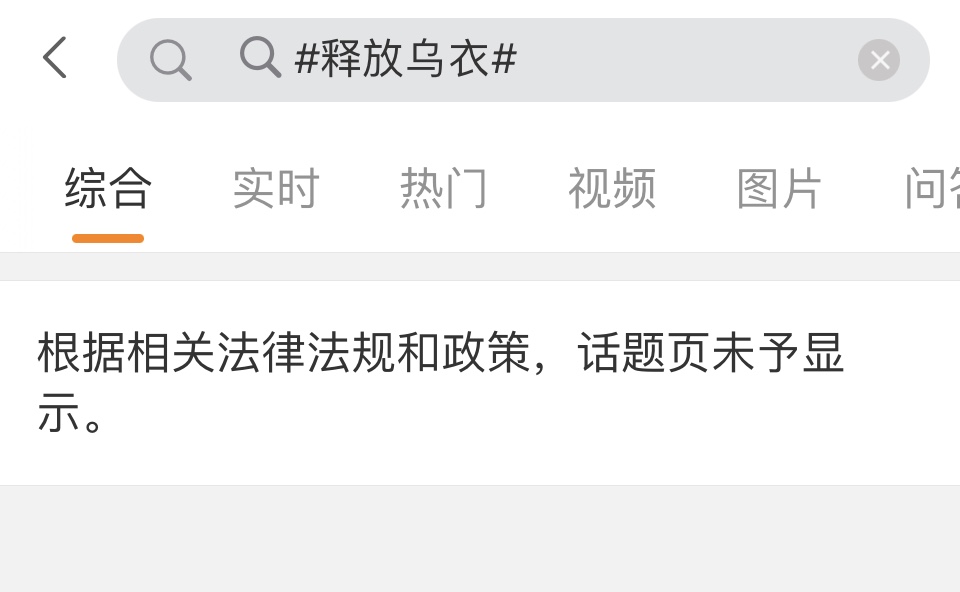 #释放乌衣#
综合 实时 热门 视频 图片 问答
根据相关法律法规和政策，话题页未予显
示。